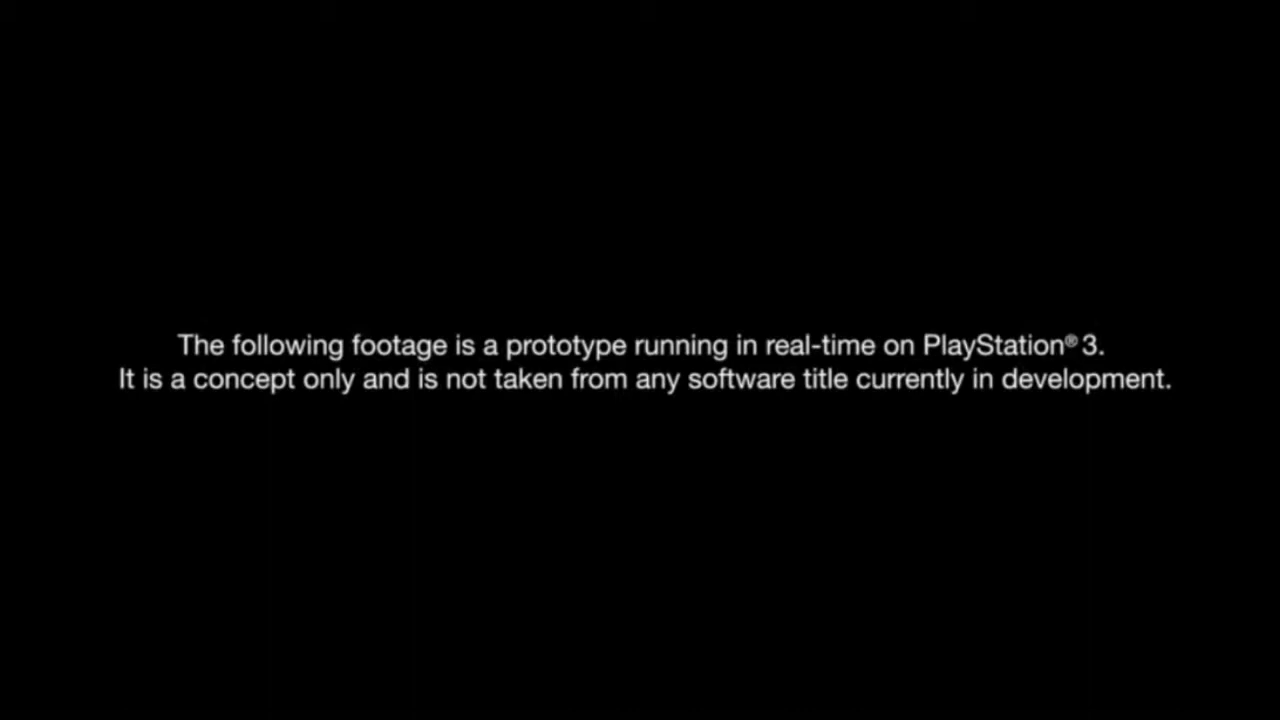 The following footage is a prototype running in real-time on PlayStation® 3.
It is a concept only and is not taken from any software title currently in development.